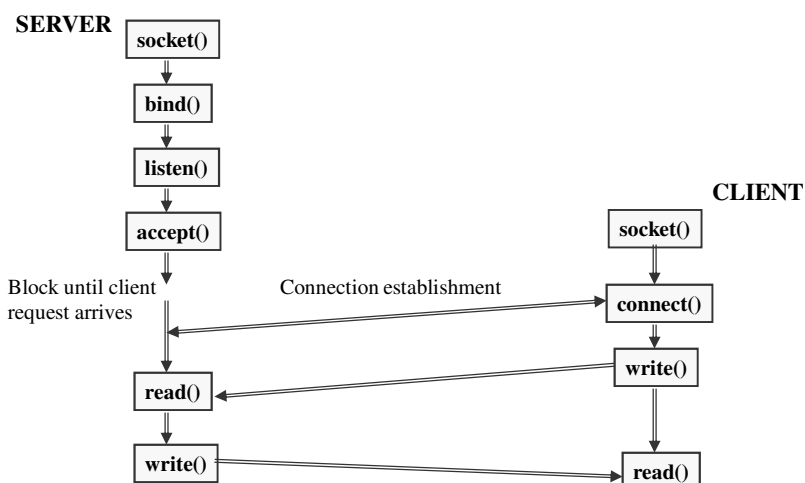 SERVER
socket()
bind()
listen()
accept()
CLIENT
socket()
Block until client
request arrives
Connection establishment
connect()
read()
write()
write()
read()